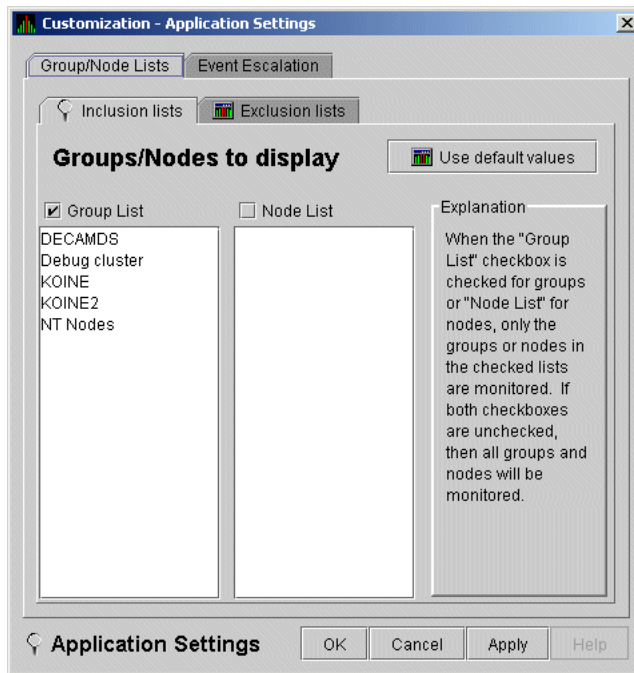 Customization - Application Settings
Group/Node Lists
Event Escalation
Inclusion lists
Exclusion lists
Groups/Nodes to display
Use default values
Group List
Node List
Explanation
DECAMDS
Debug cluster
KOINE
KOINE2
NT Nodes
When the "Group
List" checkbox is
checked for groups
or "Node List" for
nodes, only the
groups or nodes in
the checked lists
are monitored. If
both checkboxes
are unchecked,
then all groups and
nodes will be
monitored.
Application Settings
OK
Cancel
Apply
Help